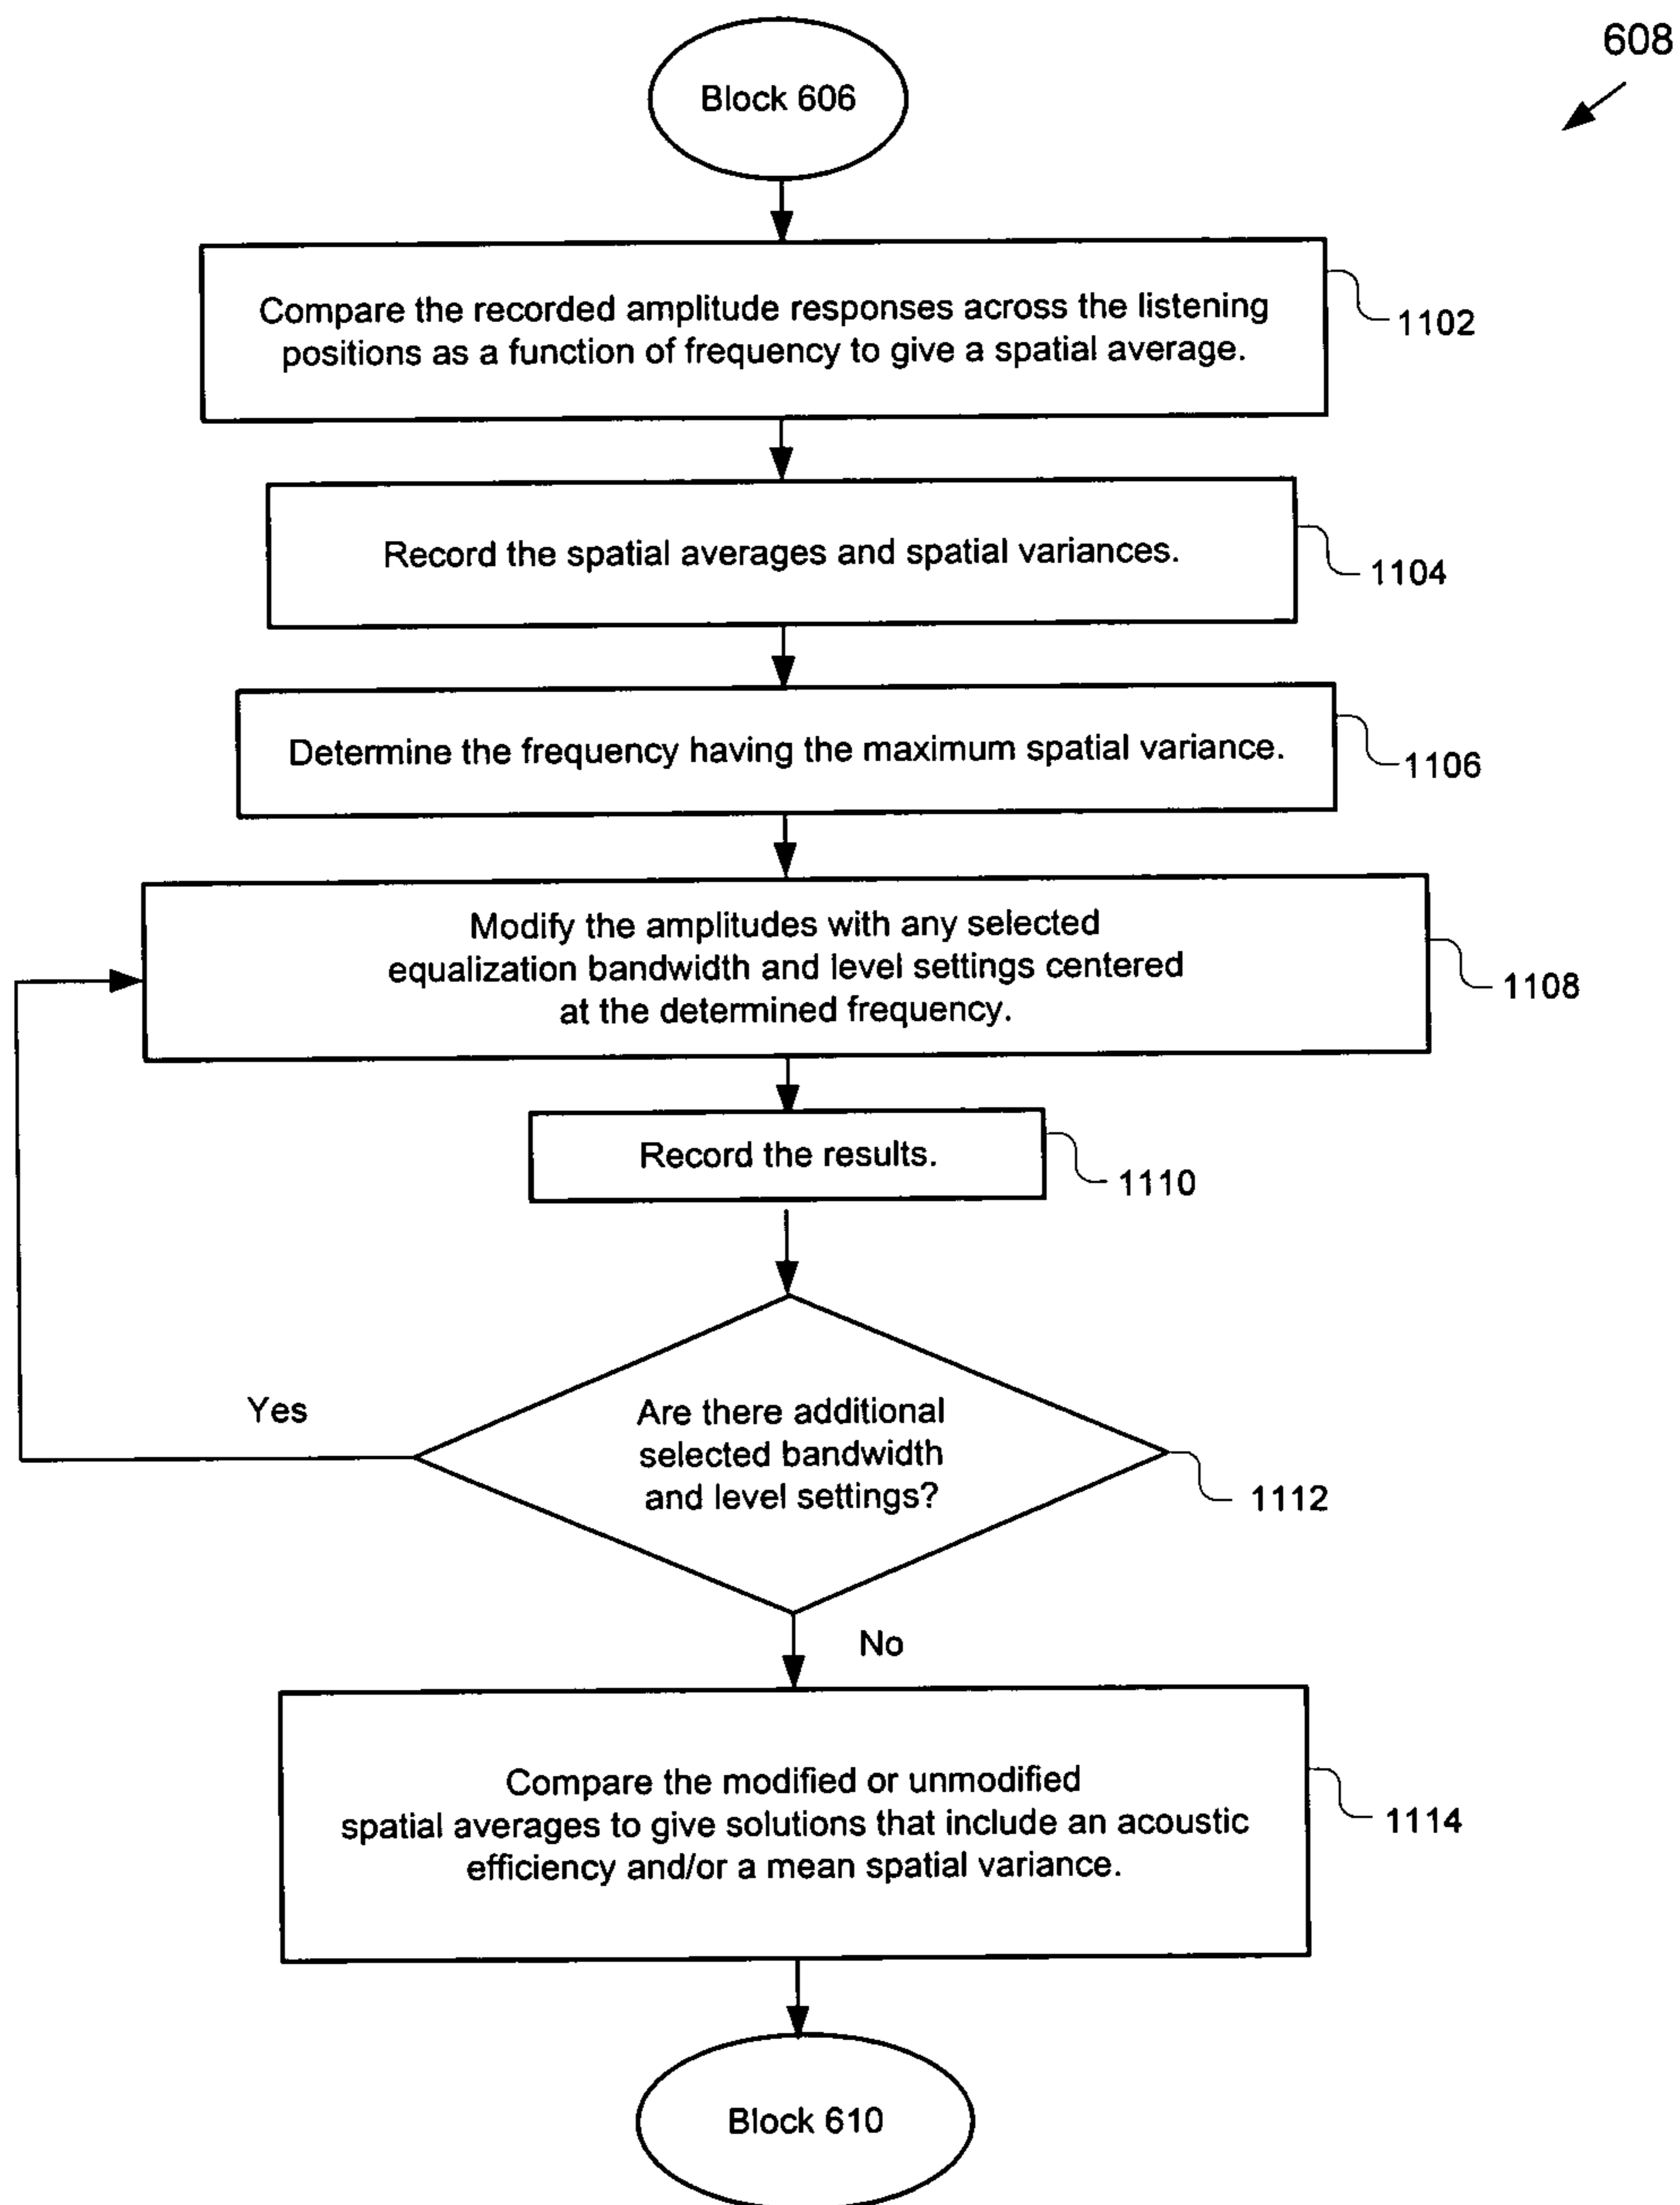 608
Block 606
Compare the recorded amplitude responses across the listening
positions as a function of frequency to give a spatial average.
1102
Record the spatial averages and spatial variances.
1104
Determine the frequency having the maximum spatial variance.
1106
Modify the amplitudes with any selected
equalization bandwidth and level settings centered
at the determined frequency.
1108
Record the results.
1110
Yes
Are there additional
selected bandwidth
and level settings?
1112
No
Compare the modified or unmodified
spatial averages to give solutions that include an acoustic
efficiency and/or a mean spatial variance.
1114
Block 610